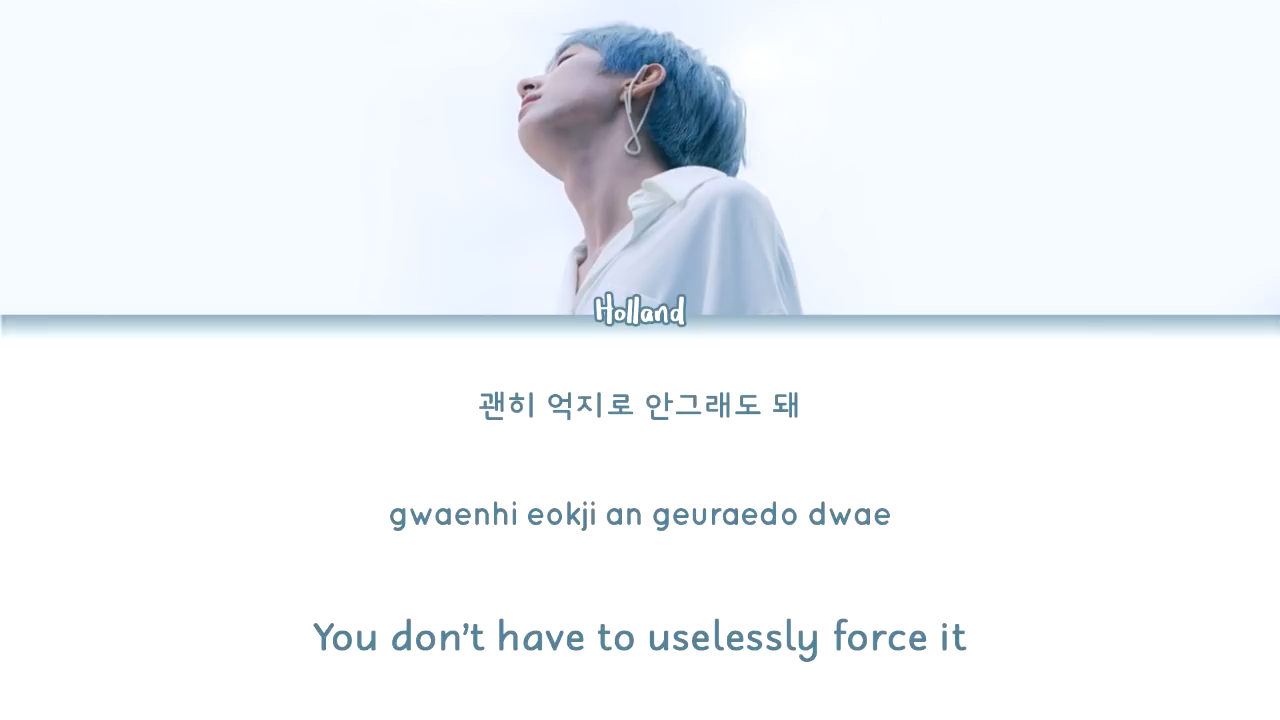 Holland
괜히 억지로 안그래도 돼
gwaenhi eokji an geuraedo dwae
You don't have to uselessly force it